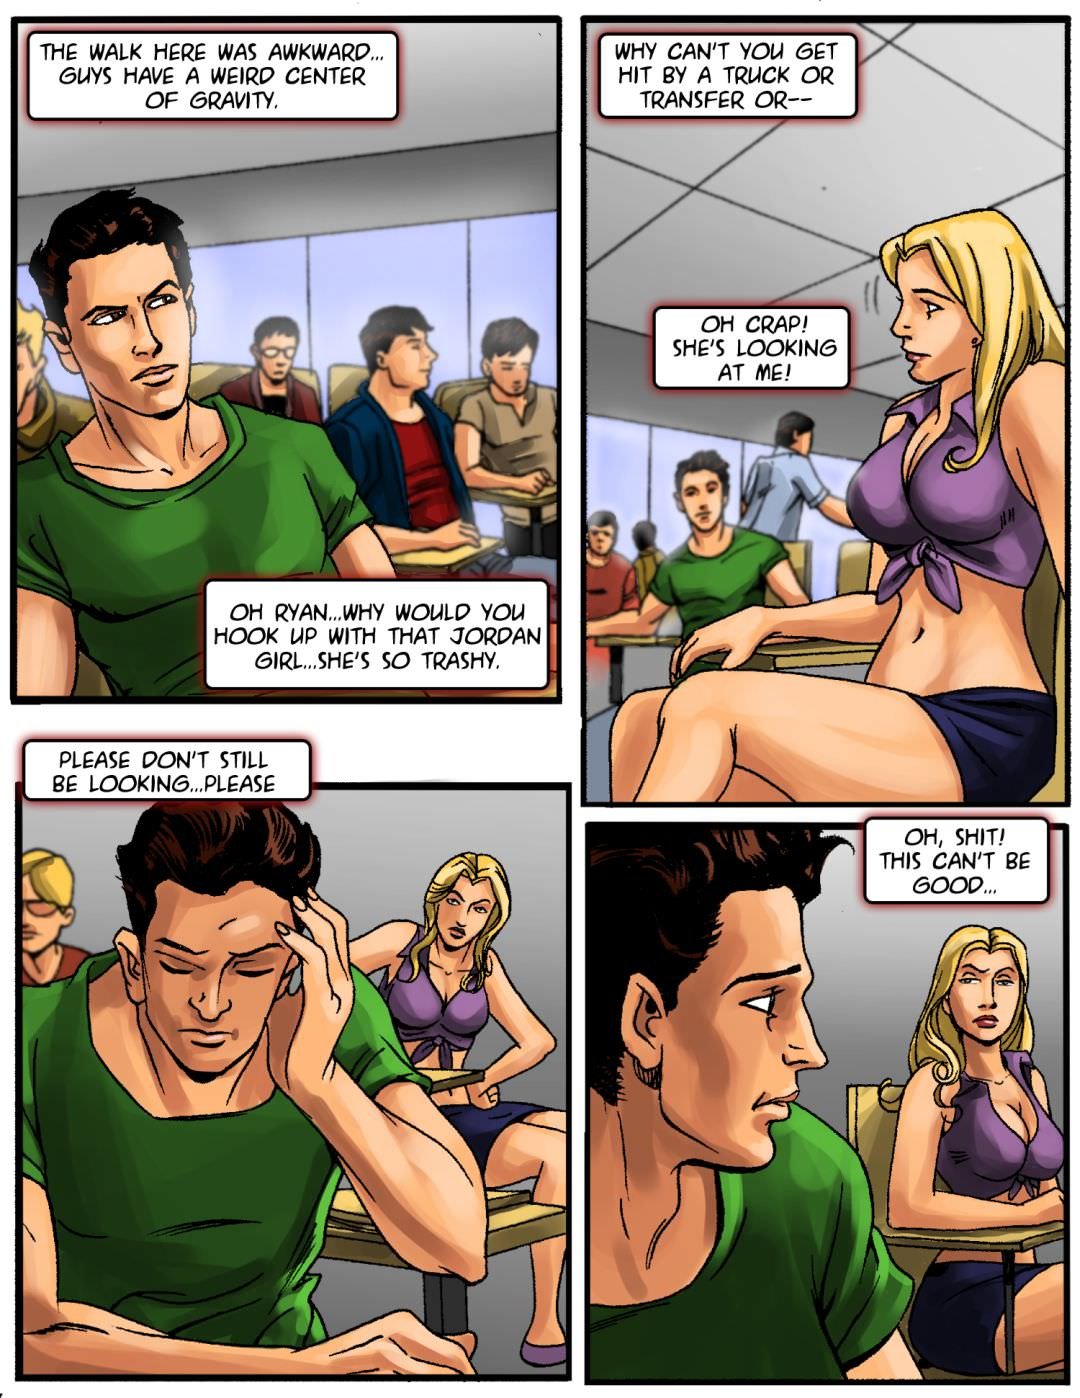 THE WALK HERE WAS AWKWARD...
GUYS HAVE A WEIRD CENTER
OF GRAVITY.
OH RYAN...WHY WOULD YOU
HOOK UP WITH THAT JORDAN
GIRL...SHE'S SO TRASHY.
WHY CAN'T YOU GET
HIT BY A TRUCK OR
TRANSFER OR--
OH CRAP!
SHE'S LOOKING
AT ME!
PLEASE DON'T STILL
BE LOOKING...PLEASE
OH, SHIT!
THIS CAN'T BE
GOOD...